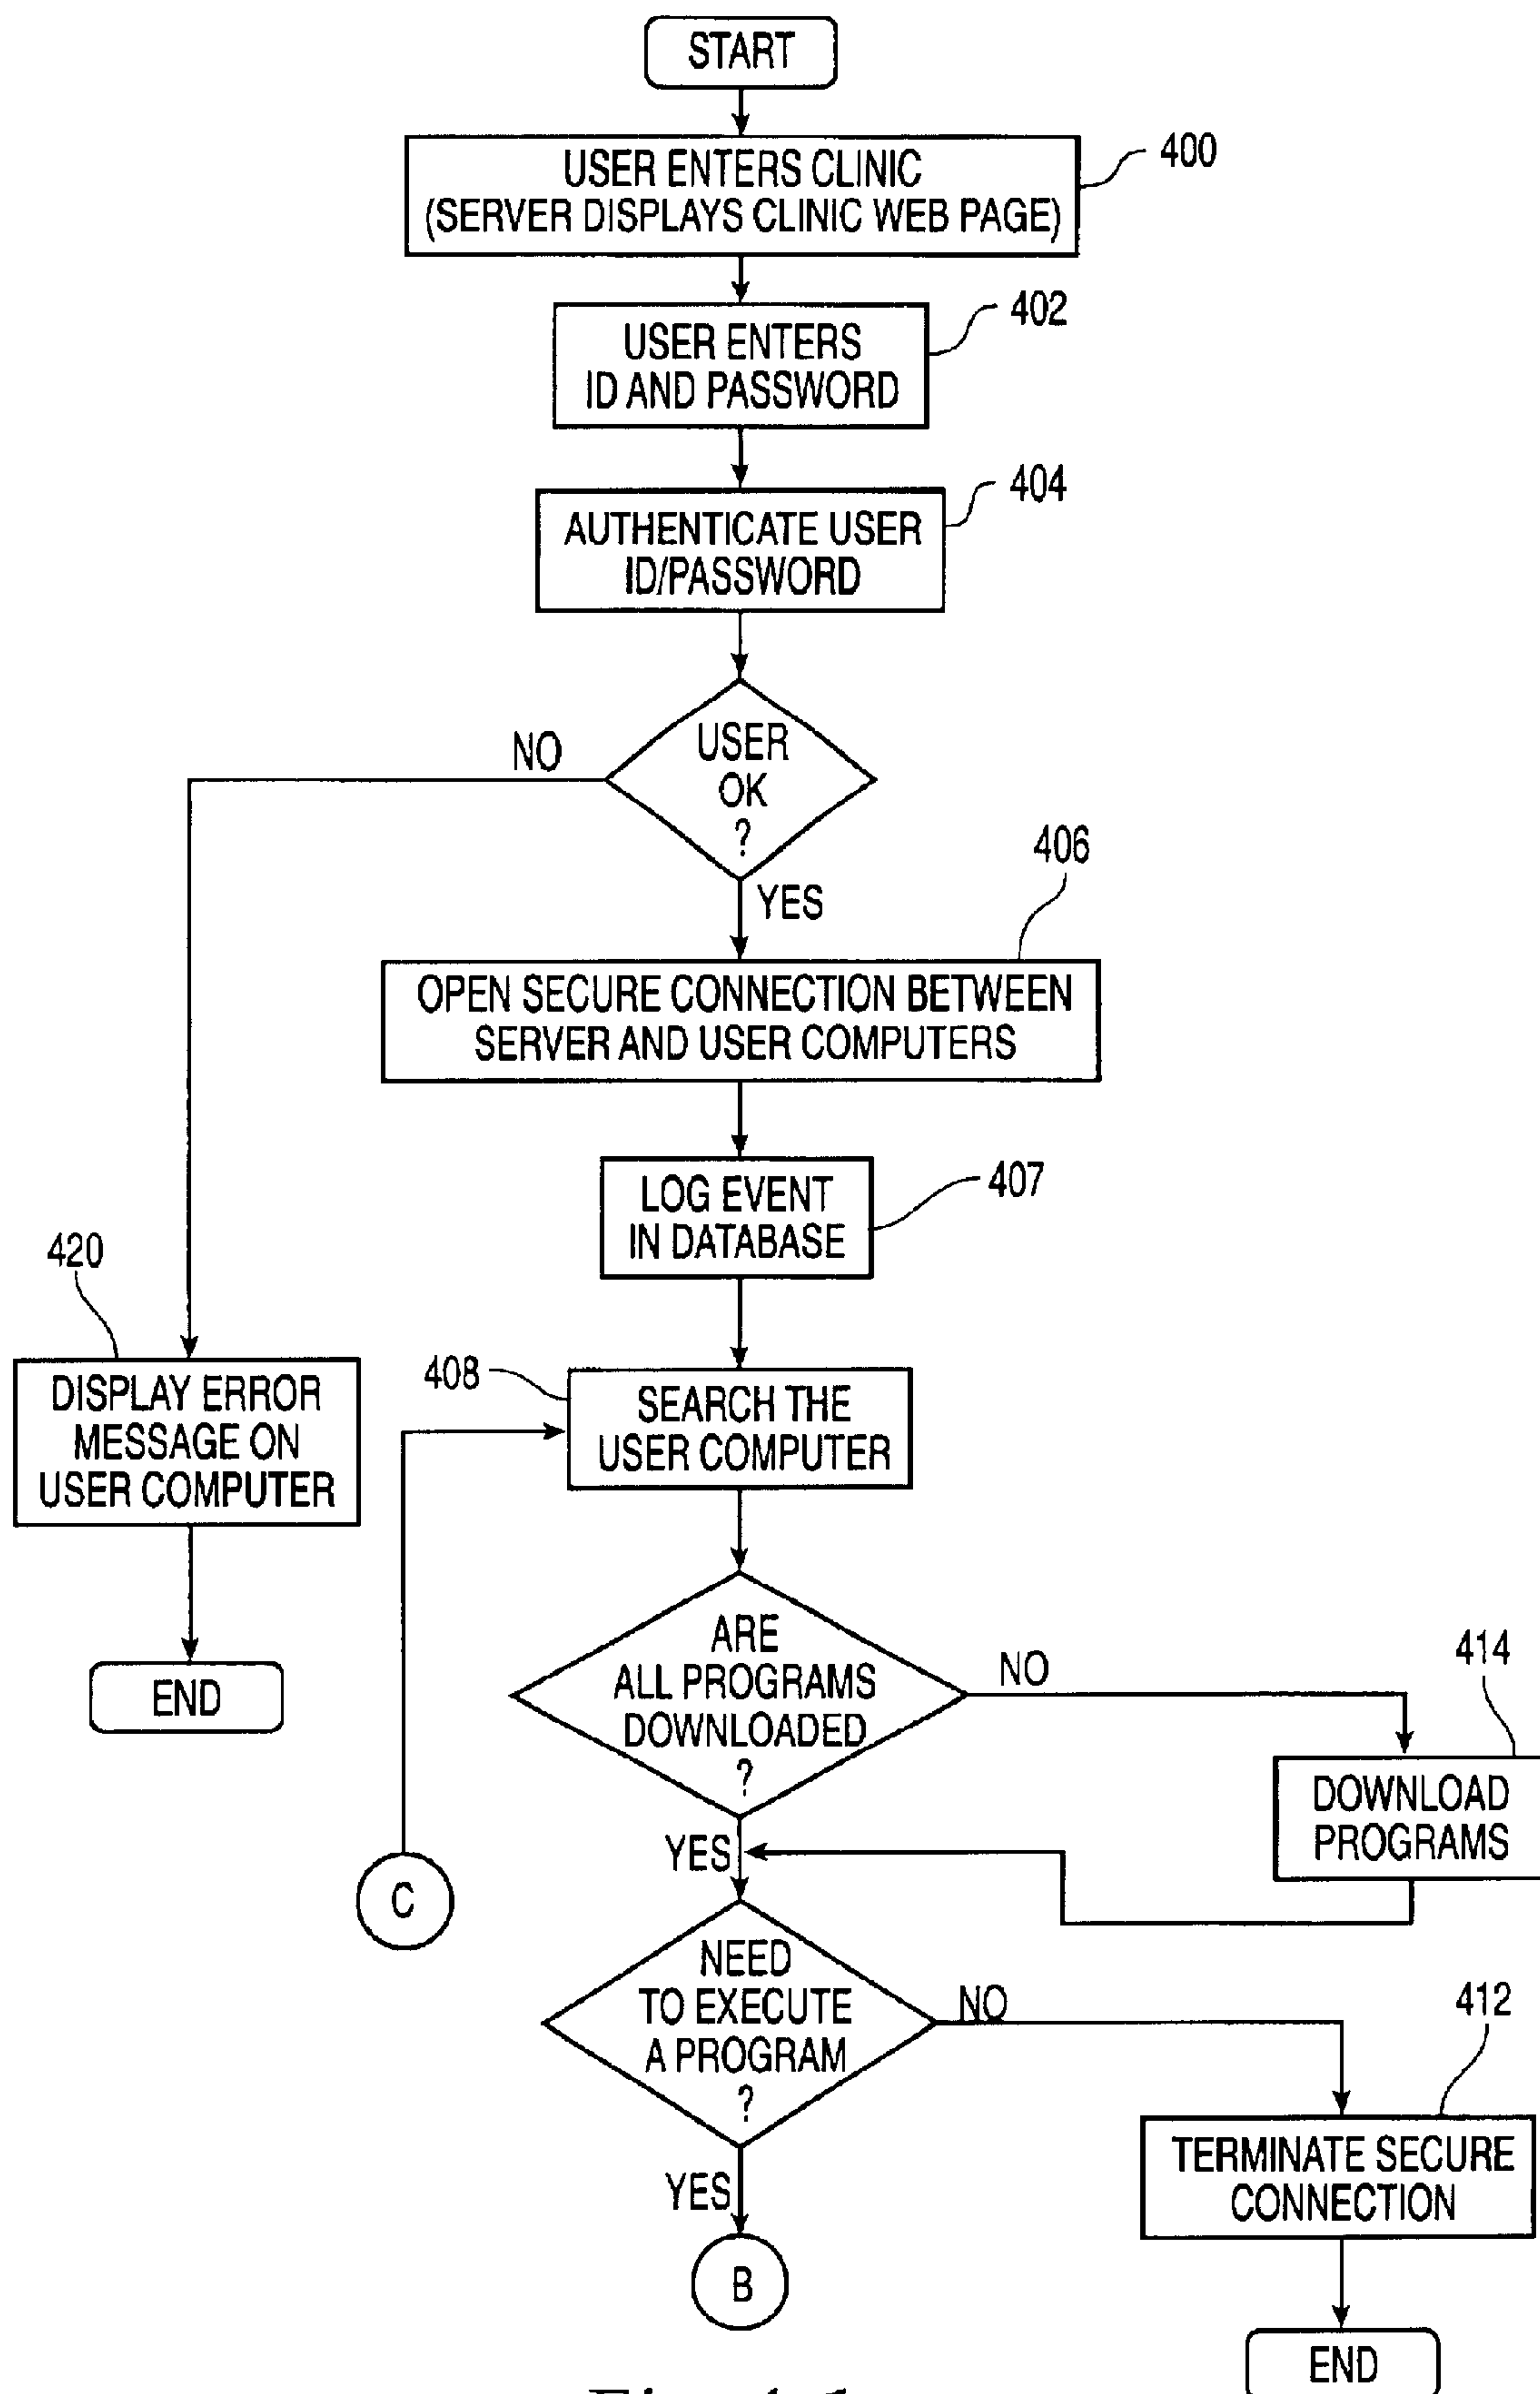 START
USER ENTERS CLINIC
(SERVER DISPLAYS CLINIC WEB PAGE)
400
USER ENTERS
ID AND PASSWORD
402
AUTHENTICATE USER
ID/PASSWORD
404
USER
OK
?
NO
YES
406
OPEN SECURE CONNECTION BETWEEN
SERVER AND USER COMPUTERS
LOG EVENT
IN DATABASE
407
420
DISPLAY ERROR
MESSAGE ON
USER COMPUTER
END
408
SEARCH THE
USER COMPUTER
ARE
ALL PROGRAMS
DOWNLOADED
?
NO
414
DOWNLOAD
PROGRAMS
YES
C
NEED
TO EXECUTE
A PROGRAM
?
NO
412
TERMINATE SECURE
CONNECTION
YES
B
END